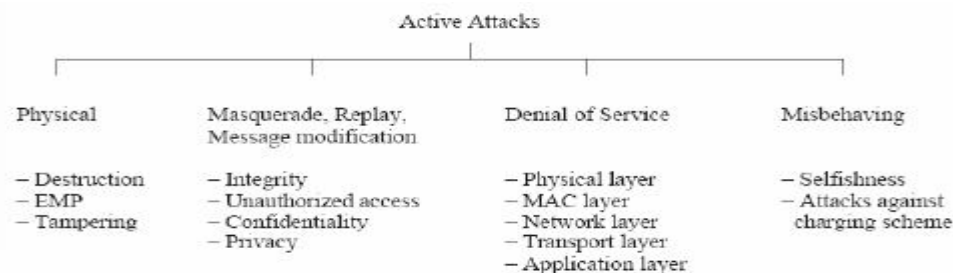 Active Attacks
Physical
Masquerade, Replay,
Message modification
Denial of Service
Misbehaving
– Destruction
– EMP
– Tampering
– Integrity
– Unauthorized access
– Confidentiality
– Privacy
– Physical layer
– MAC layer
– Network layer
– Transport layer
– Application layer
– Selfishness
– Attacks against
charging scheme